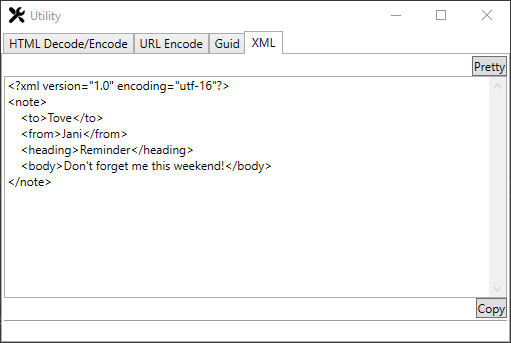 Utility
HTML Decode/Encode URL Encode Guid XML
Pretty
<?xml version="1.0" encoding="utf-16"?>
<note>
    <to>Tove</to>
    <from>Jani</from>
    <heading>Reminder</heading>
    <body>Don't forget me this weekend!</body>
</note>
Copy